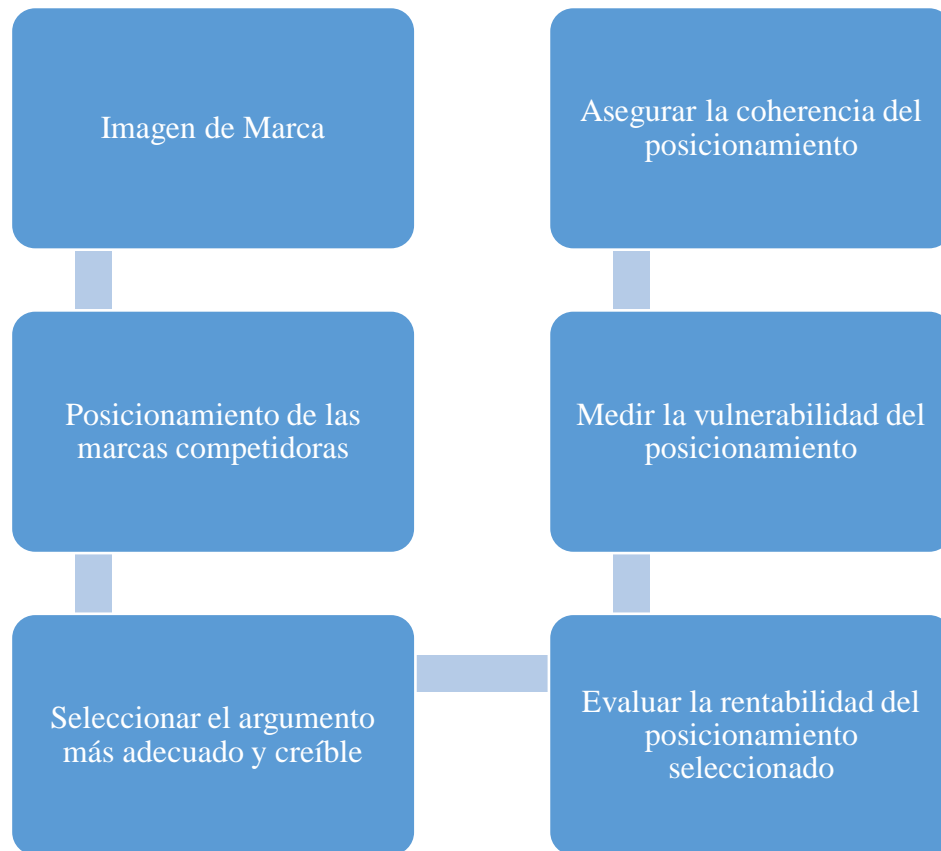 Imagen de Marca
Posicionamiento de las
marcas competidoras
Seleccionar el argumento
más adecuado y creíble
Evaluar la rentabilidad del
posicionamiento
seleccionado
Medir la vulnerabilidad del
posicionamiento
Asegurar la coherencia del
posicionamiento